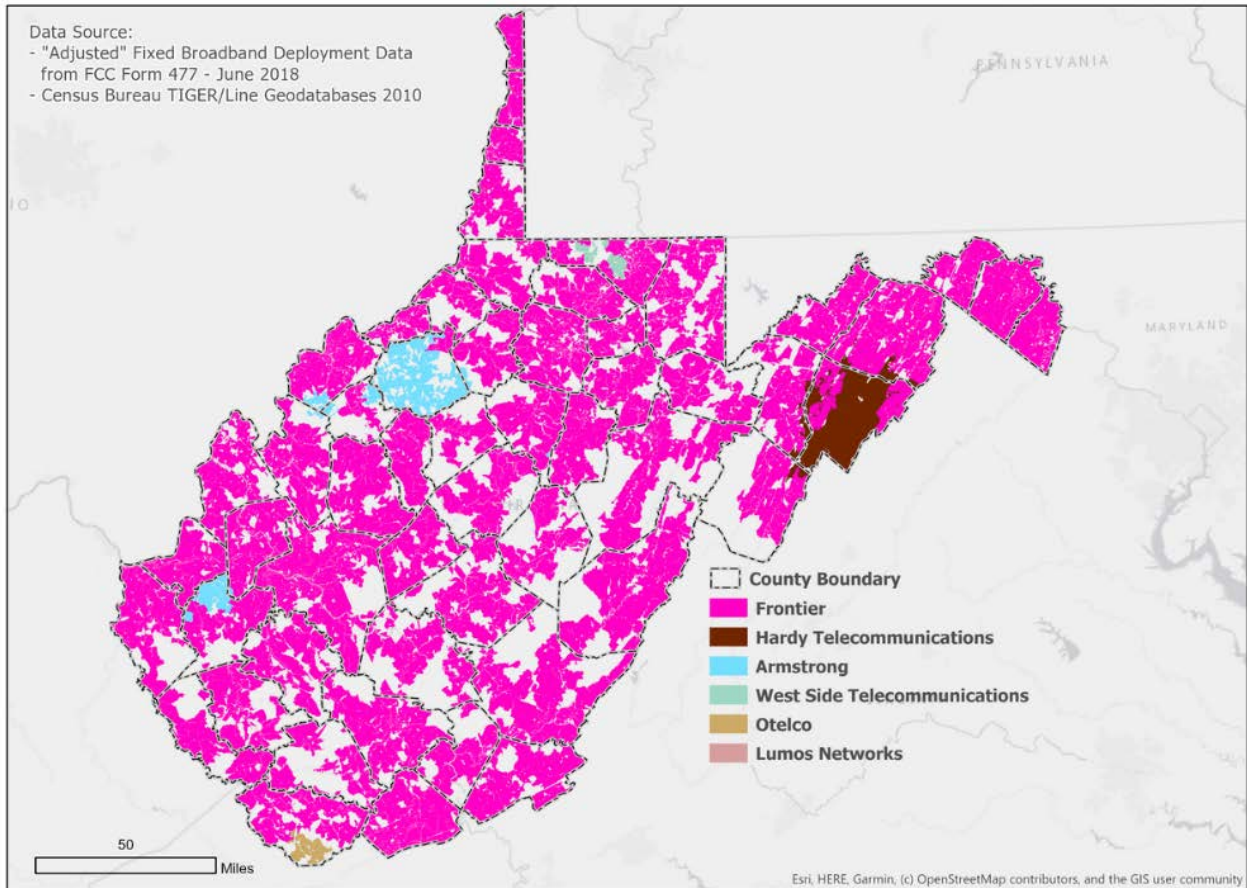 Data Source:
- "Adjusted" Fixed Broadband Deployment Data
from FCC Form 477 - June 2018
- Census Bureau TIGER/Line Geodatabases 2010
PENNSYLVANIA
IO
MARYLAND
County Boundary
Frontier
Hardy Telecommunications
Armstrong
West Side Telecommunications
Otelco
Lumos Networks
50
Miles
Esri, HERE, Garmin, (c) OpenStreetMap contributors, and the GIS user community